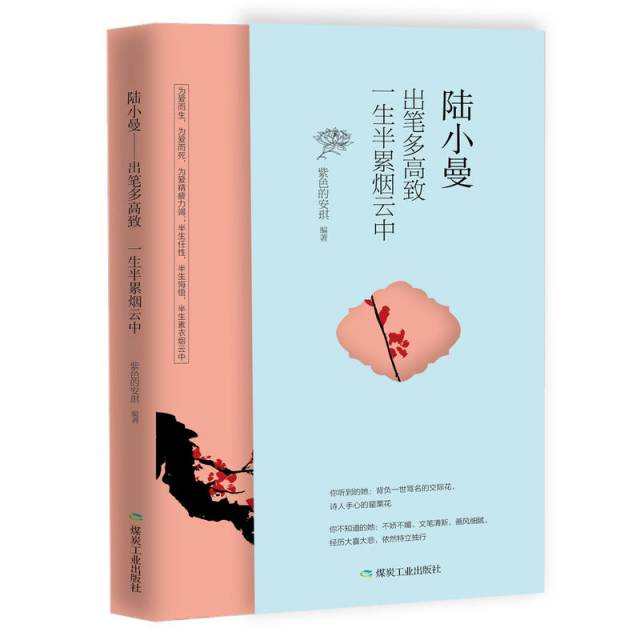 陆小曼
出笔多高致
一生半累烟云中
紫色的安琪 编著
你听到的她：背负一世骂名的交际花，
诗人手心的罂粟花
你不知道的她：不娇不媚，文笔清新，画风细腻，
经历大喜大悲，依然特立独行
煤炭工业出版社
为爱而生，为爱而死，为爱精疲力竭；半生任性，半生悔悟，半生素衣烟云中
陆小曼——出笔多高致 一生半累烟云中
紫色的安琪 编著
煤炭工业出版社